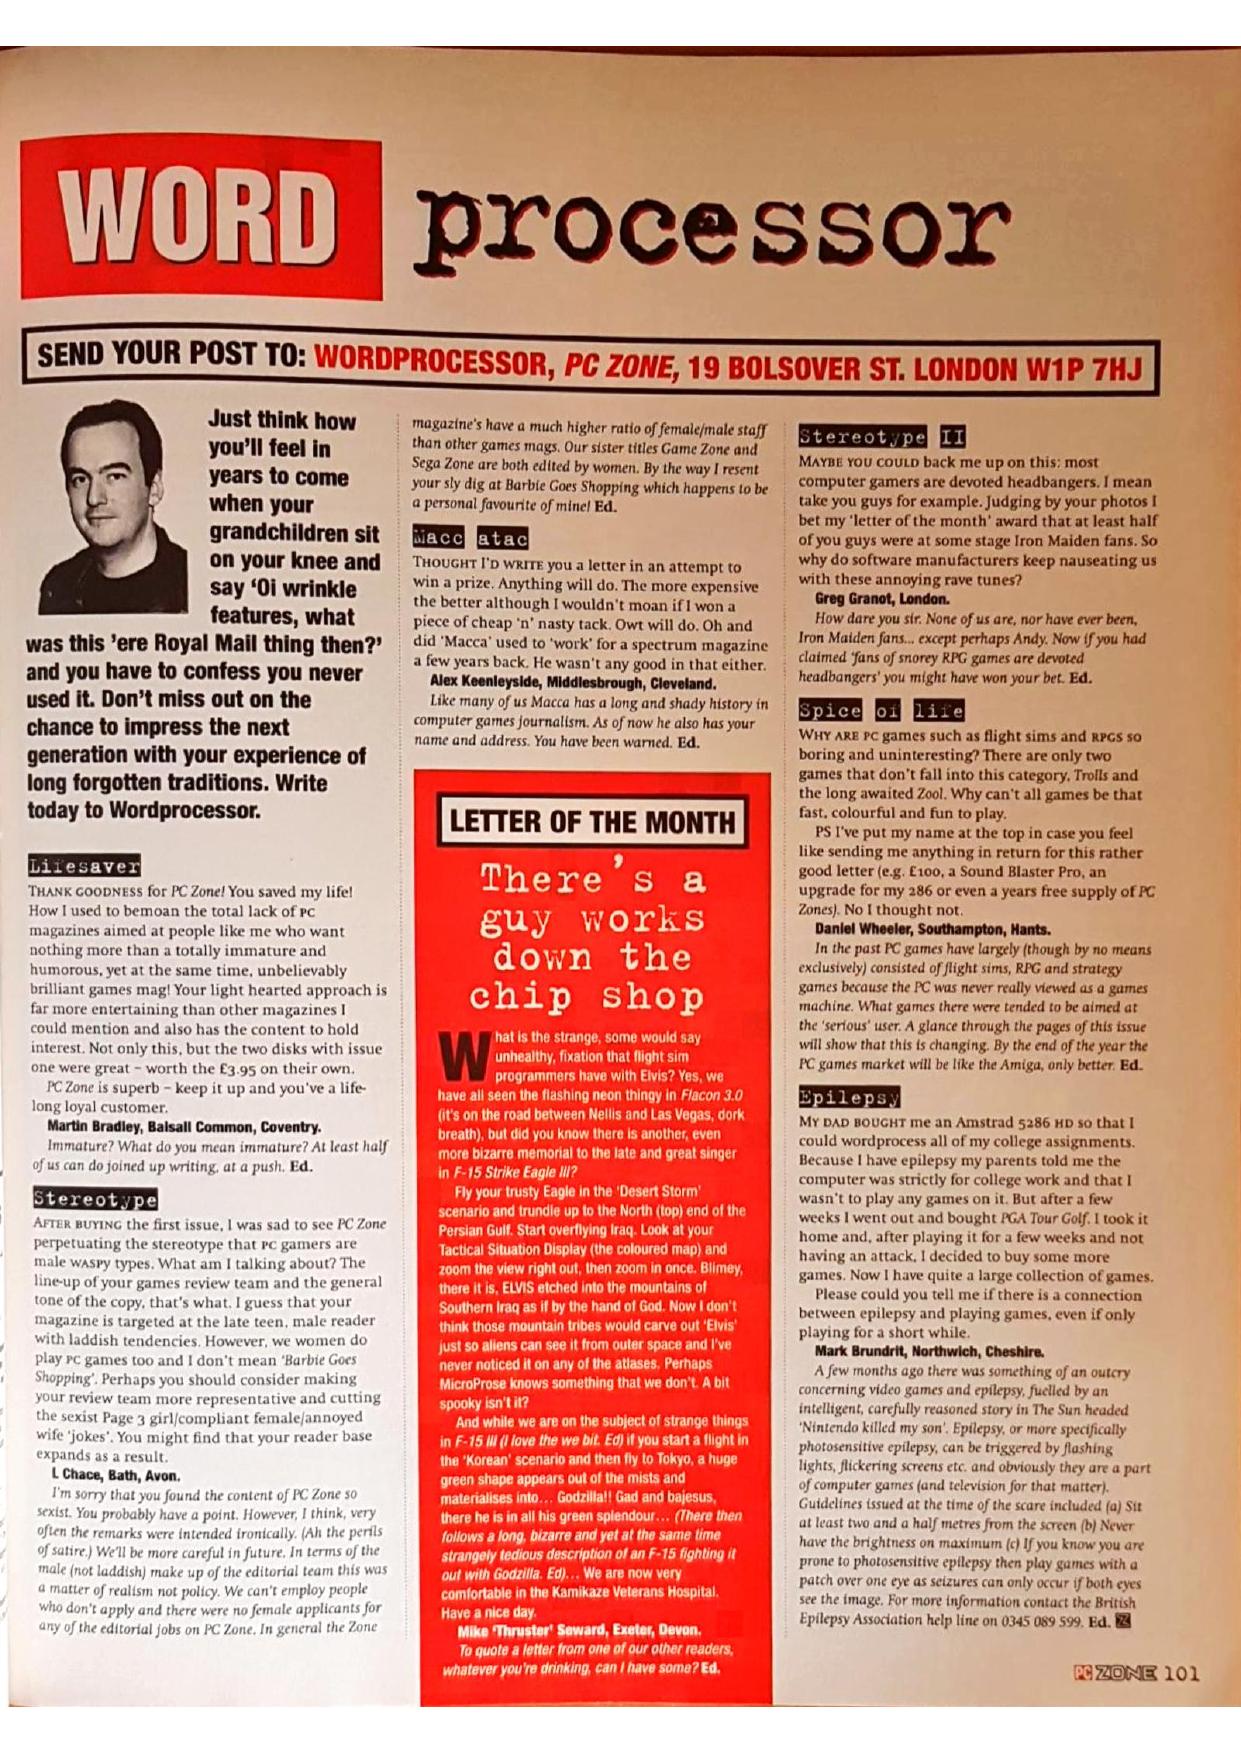 WORD processor
SEND YOUR POST TO: WORDPROCESSOR, PC ZONE, 19 BOLSOVER ST. LONDON W1P 7HJ
Just think how
you'll feel in
years to come
when your
grandchildren sit
on your knee and
say 'Oi wrinkle
features, what
was this 'ere Royal Mail thing then?'
and you have to confess you never
used it. Don't miss out on the
chance to impress the next
generation with your experience of
long forgotten traditions. Write
today to Wordprocessor.
Lifesaver
THANK GOODNESS for PC Zone! You saved my life!
How I used to bemoan the total lack of PC
magazines aimed at people like me who want
nothing more than a totally immature and
humorous, yet at the same time, unbelievably
brilliant games mag! Your light hearted approach is
far more entertaining than other magazines I
could mention and also has the content to hold
interest. Not only this, but the two disks with issue
one were great – worth the £3.95 on their own.
PC Zone is superb – keep it up and you've a life-
long loyal customer.
Martin Bradley, Balsall Common, Coventry.
Immature? What do you mean immature? At least half
of us can do joined up writing, at a push. Ed.
Stereotype
AFTER BUYING the first issue, I was sad to see PC Zone
perpetuating the stereotype that PC gamers are
male WASPY types. What am I talking about? The
line-up of your games review team and the general
tone of the copy, that's what. I guess that your
magazine is targeted at the late teen, male reader
with laddish tendencies. However, we women do
play PC games too and I don't mean 'Barbie Goes
Shopping'. Perhaps you should consider making
your review team more representative and cutting
the sexist Page 3 girl/compliant female/annoyed
wife 'jokes'. You might find that your reader base
expands as a result.
L Chace, Bath, Avon.
I'm sorry that you found the content of PC Zone so
sexist. You probably have a point. However, I think, very
often the remarks were intended ironically. (Ah the perils
of satire.) We'll be more careful in future. In terms of the
male (not laddish) make up of the editorial team this was
a matter of realism not policy. We can't employ people
who don't apply and there were no female applicants for
any of the editorial jobs on PC Zone. In general the Zone
magazine's have a much higher ratio of female/male staff
than other games mags. Our sister titles Game Zone and
Sega Zone are both edited by women. By the way I resent
your sly dig at Barbie Goes Shopping which happens to be
a personal favourite of mine! Ed.
Macc atac
THOUGHT I'D WRITE you a letter in an attempt to
win a prize. Anything will do. The more expensive
the better although I wouldn't moan if I won a
piece of cheap 'n' nasty tack. Owt will do. Oh and
did 'Macca' used to 'work' for a spectrum magazine
a few years back. He wasn't any good in that either.
Alex Keenleyside, Middlesbrough, Cleveland.
Like many of us Macca has a long and shady history in
computer games journalism. As of now he also has your
name and address. You have been warned. Ed.
LETTER OF THE MONTH
There's a
guy works
down the
chip shop
What is the strange, some would say
unhealthy, fixation that flight sim
programmers have with Elvis? Yes, we
have all seen the flashing neon thingy in Flacon 3.0
(it's on the road between Nellis and Las Vegas, dork
breath), but did you know there is another, even
more bizarre memorial to the late and great singer
in F-15 Strike Eagle III?
Fly your trusty Eagle in the 'Desert Storm'
scenario and trundle up to the North (top) end of the
Persian Gulf. Start overflying Iraq. Look at your
Tactical Situation Display (the coloured map) and
zoom the view right out, then zoom in once. Blimey,
there it is, ELVIS etched into the mountains of
Southern Iraq as if by the hand of God. Now I don't
think those mountain tribes would carve out 'Elvis'
just so aliens can see it from outer space and I've
never noticed it on any of the atlases. Perhaps
MicroProse knows something that we don't. A bit
spooky isn't it?
And while we are on the subject of strange things
in F-15 III (I love the we bit. Ed) if you start a flight in
the 'Korean' scenario and then fly to Tokyo, a huge
green shape appears out of the mists and
materialises into... Godzilla!! Gad and bajesus,
there he is in all his green splendour... (There then
follows a long, bizarre and yet at the same time
strangely tedious description of an F-15 fighting it
out with Godzilla. Ed)... We are now very
comfortable in the Kamikaze Veterans Hospital.
Have a nice day.
Mike 'Thruster' Soward, Exeter, Devon.
To quote a letter from one of our other readers,
whatever you're drinking, can I have some? Ed.
Stereotype II
MAYBE YOU COULD back me up on this: most
computer gamers are devoted headbangers. I mean
take you guys for example. Judging by your photos I
bet my 'letter of the month' award that at least half
of you guys were at some stage Iron Maiden fans. So
why do software manufacturers keep nauseating us
with these annoying rave tunes?
Greg Granot, London.
How dare you sir. None of us are, nor have ever been,
Iron Maiden fans... except perhaps Andy. Now if you had
claimed 'fans of snorey RPG games are devoted
headbangers' you might have won your bet. Ed.
Spice of life
WHY ARE PC games such as flight sims and RPGS so
boring and uninteresting? There are only two
games that don't fall into this category, Trolls and
the long awaited Zool. Why can't all games be that
fast, colourful and fun to play.
PS I've put my name at the top in case you feel
like sending me anything in return for this rather
good letter (e.g. £100, a Sound Blaster Pro, an
upgrade for my 286 or even a years free supply of PC
Zones). No I thought not.
Daniel Wheeler, Southampton, Hants.
In the past PC games have largely (though by no means
exclusively) consisted of flight sims, RPG and strategy
games because the PC was never really viewed as a games
machine. What games there were tended to be aimed at
the 'serious' user. A glance through the pages of this issue
will show that this is changing. By the end of the year the
PC games market will be like the Amiga, only better. Ed.
Epilepsy
MY DAD BOUGHT me an Amstrad 5286 HD so that I
could wordprocess all of my college assignments.
Because I have epilepsy my parents told me the
computer was strictly for college work and that I
wasn't to play any games on it. But after a few
weeks I went out and bought PGA Tour Golf. I took it
home and, after playing it for a few weeks and not
having an attack, I decided to buy some more
games. Now I have quite a large collection of games.
Please could you tell me if there is a connection
between epilepsy and playing games, even if only
playing for a short while.
Mark Brundrit, Northwich, Cheshire.
A few months ago there was something of an outcry
concerning video games and epilepsy, fuelled by an
intelligent, carefully reasoned story in The Sun headed
'Nintendo killed my son'. Epilepsy, or more specifically
photosensitive epilepsy, can be triggered by flashing
lights, flickering screens etc. and obviously they are a part
of computer games (and television for that matter).
Guidelines issued at the time of the scare included (a) Sit
at least two and a half metres from the screen (b) Never
have the brightness on maximum (c) If you know you are
prone to photosensitive epilepsy then play games with a
patch over one eye as seizures can only occur if both eyes
see the image. For more information contact the British
Epilepsy Association help line on 0345 089 599. Ed.
PC ZONE 101